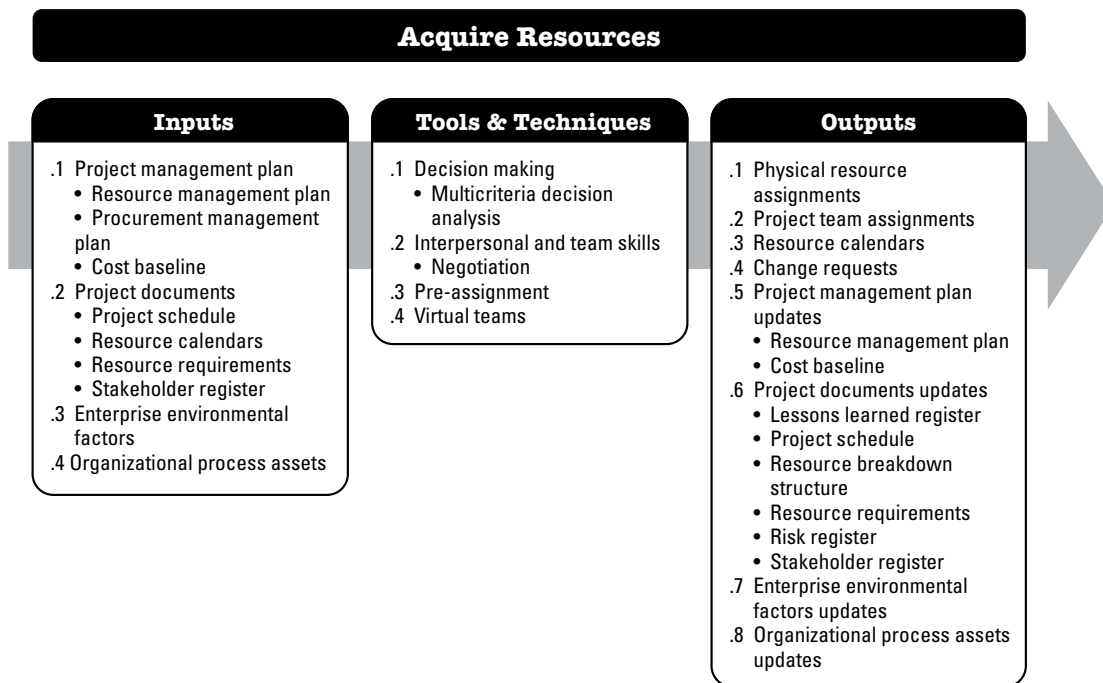 Acquire Resources
Inputs
.1 Project management plan
• Resource management plan
• Procurement management
plan
• Cost baseline
.2 Project documents
• Project schedule
• Resource calendars
• Resource requirements
• Stakeholder register
.3 Enterprise environmental
factors
.4 Organizational process assets
Tools & Techniques
.1 Decision making
• Multicriteria decision
analysis
.2 Interpersonal and team skills
• Negotiation
.3 Pre-assignment
.4 Virtual teams
Outputs
.1 Physical resource
assignments
.2 Project team assignments
.3 Resource calendars
.4 Change requests
.5 Project management plan
updates
• Resource management plan
• Cost baseline
.6 Project documents updates
• Lessons learned register
• Project schedule
• Resource breakdown
structure
• Resource requirements
• Risk register
• Stakeholder register
.7 Enterprise environmental
factors updates
.8 Organizational process assets
updates